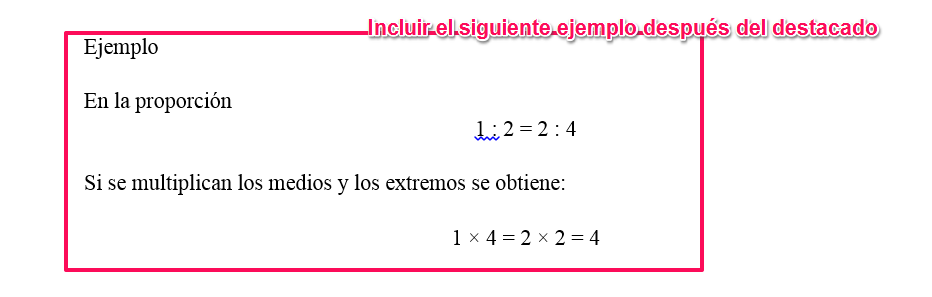 Incluir el siguiente ejemplo después del destacado
Ejemplo
En la proporción
1 : 2 = 2 : 4
Si se multiplican los medios y los extremos se obtiene:
1 × 4 = 2 × 2 = 4